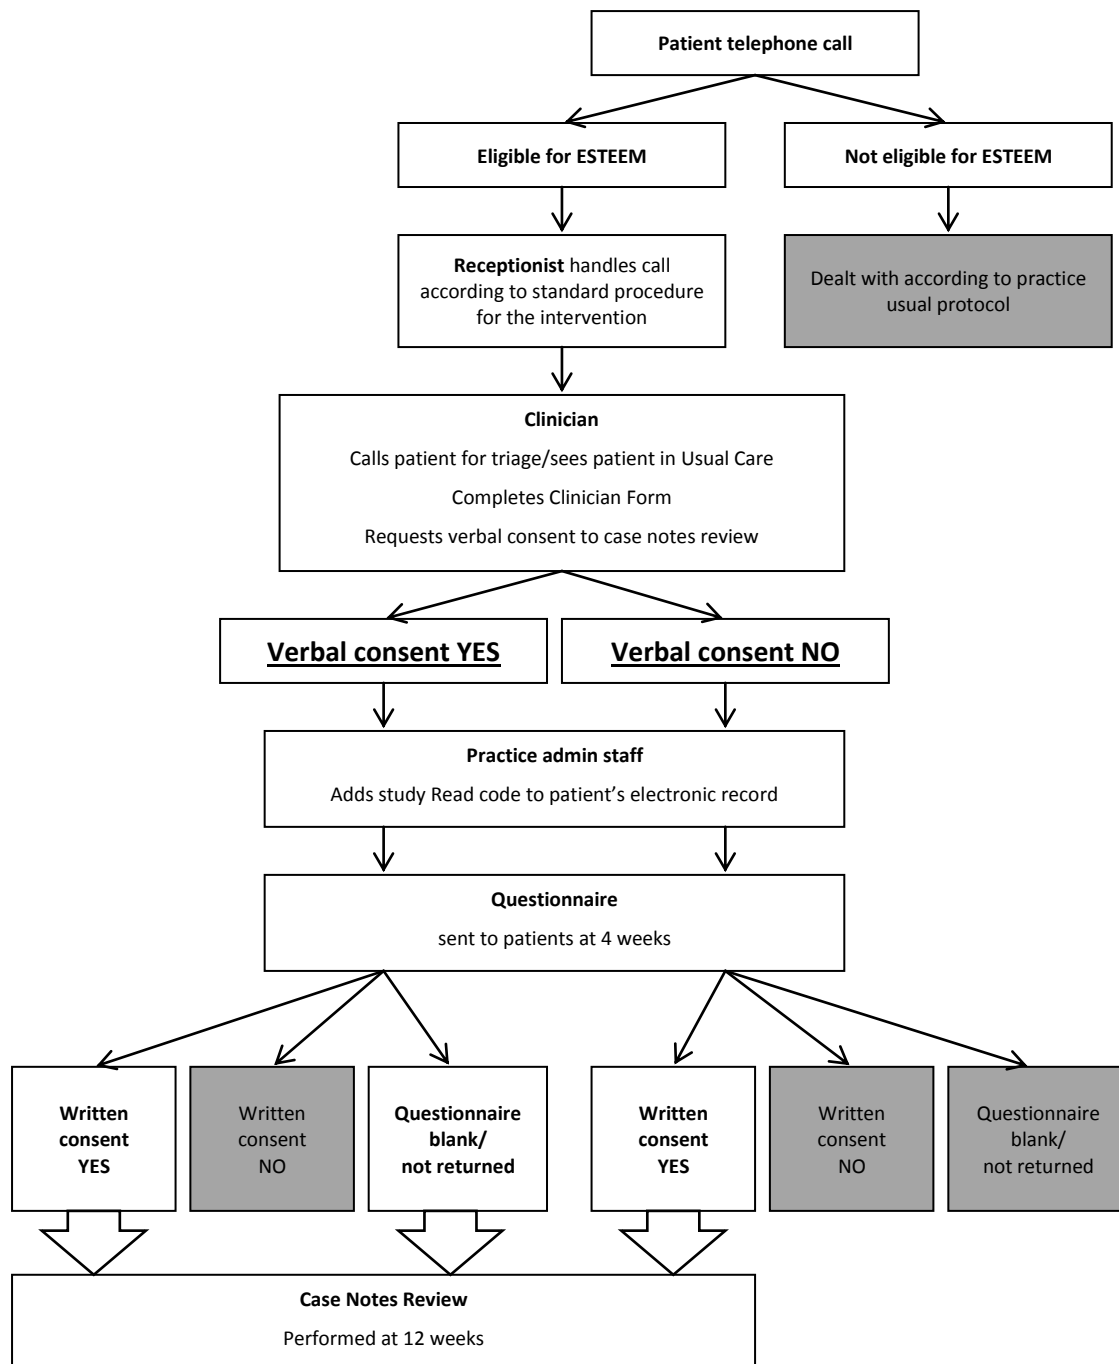 Patient telephone call
Eligible for ESTEEM
Not eligible for ESTEEM
Receptionist handles call
according to standard procedure
for the intervention
Dealt with according to practice
usual protocol
Clinician
Calls patient for triage/sees patient in Usual Care
Completes Clinician Form
Requests verbal consent to case notes review
Verbal consent YES
Verbal consent NO
Practice admin staff
Adds study Read code to patient’s electronic record
Questionnaire
sent to patients at 4 weeks
Written
consent
YES
Written
consent
NO
Questionnaire
blank/
not returned
Written
consent
YES
Written
consent
NO
Questionnaire
blank/
not returned
Case Notes Review
Performed at 12 weeks